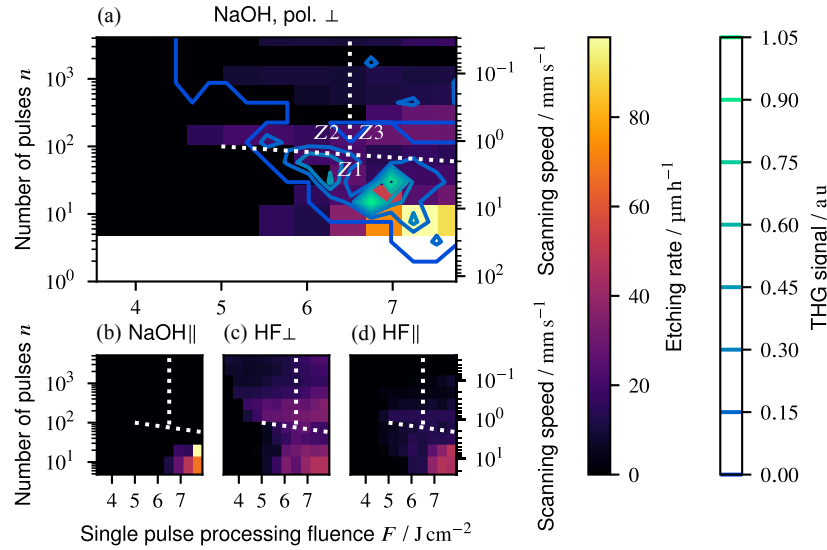 (a) NaOH, pol. ⊥
Number of pulses n
10³
10²
10¹
10⁰
4 5 6 7
Z2 Z3
Z1
10⁻¹
10⁰
10¹
10²
Scanning speed / mm s⁻¹
(b) NaOH∥ (c) HF⊥ (d) HF∥
Number of pulses n
10³
10²
10¹
4 5 6 7 4 5 6 7 4 5 6 7
10⁻¹
10⁰
10¹
Scanning speed / mm s⁻¹
Single pulse processing fluence F / J cm⁻²
80
60
40
20
0
Etching rate / µm h⁻¹
1.05
0.90
0.75
0.60
0.45
0.30
0.15
0.00
THG signal / au